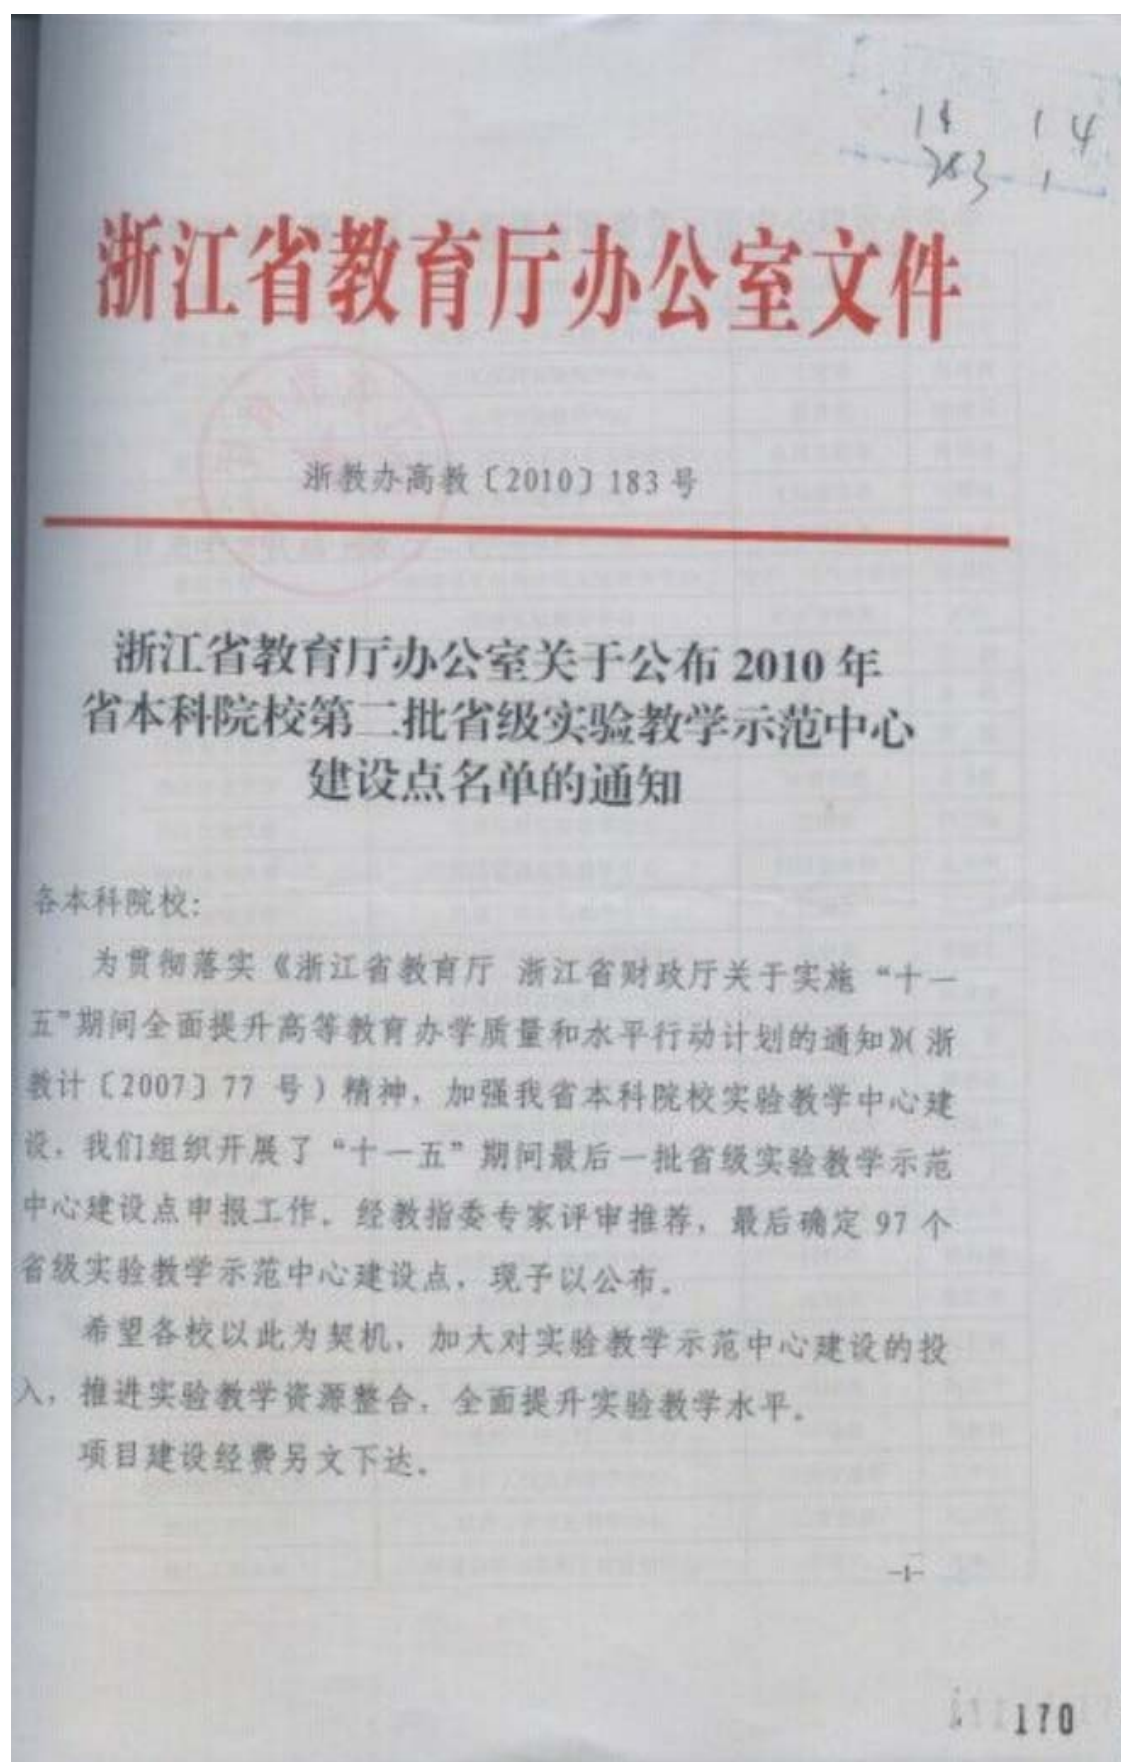 14 14
283 1
浙江省教育厅办公室文件
浙教办高教〔2010〕183号
浙江省教育厅办公室关于公布2010年
省本科院校第二批省级实验教学示范中心
建设点名单的通知
各本科院校:
为贯彻落实《浙江省教育厅 浙江省财政厅关于实施“十一
五”期间全面提升高等教育办学质量和水平行动计划的通知》(浙
教计〔2007〕77 号)精神，加强我省本科院校实验教学中心建
设，我们组织开展了“十一五”期间最后一批省级实验教学示范
中心建设点申报工作。经教指委专家评审推荐，最后确定 97 个
省级实验教学示范中心建设点，现予以公布。
希望各校以此为契机，加大对实验教学示范中心建设的投
入，推进实验教学资源整合，全面提升实验教学水平。
项目建设经费另文下达。
—1—
170